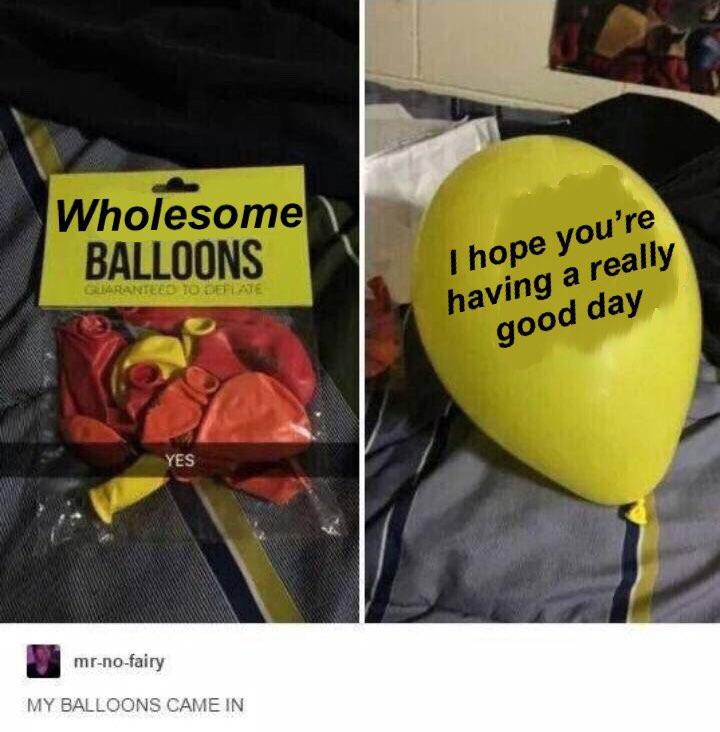 Wholesome
BALLOONS
GUARANTEED TO DEFLATE
YES
I hope you're
having a really
good day
mr-no-fairy
MY BALLOONS CAME IN